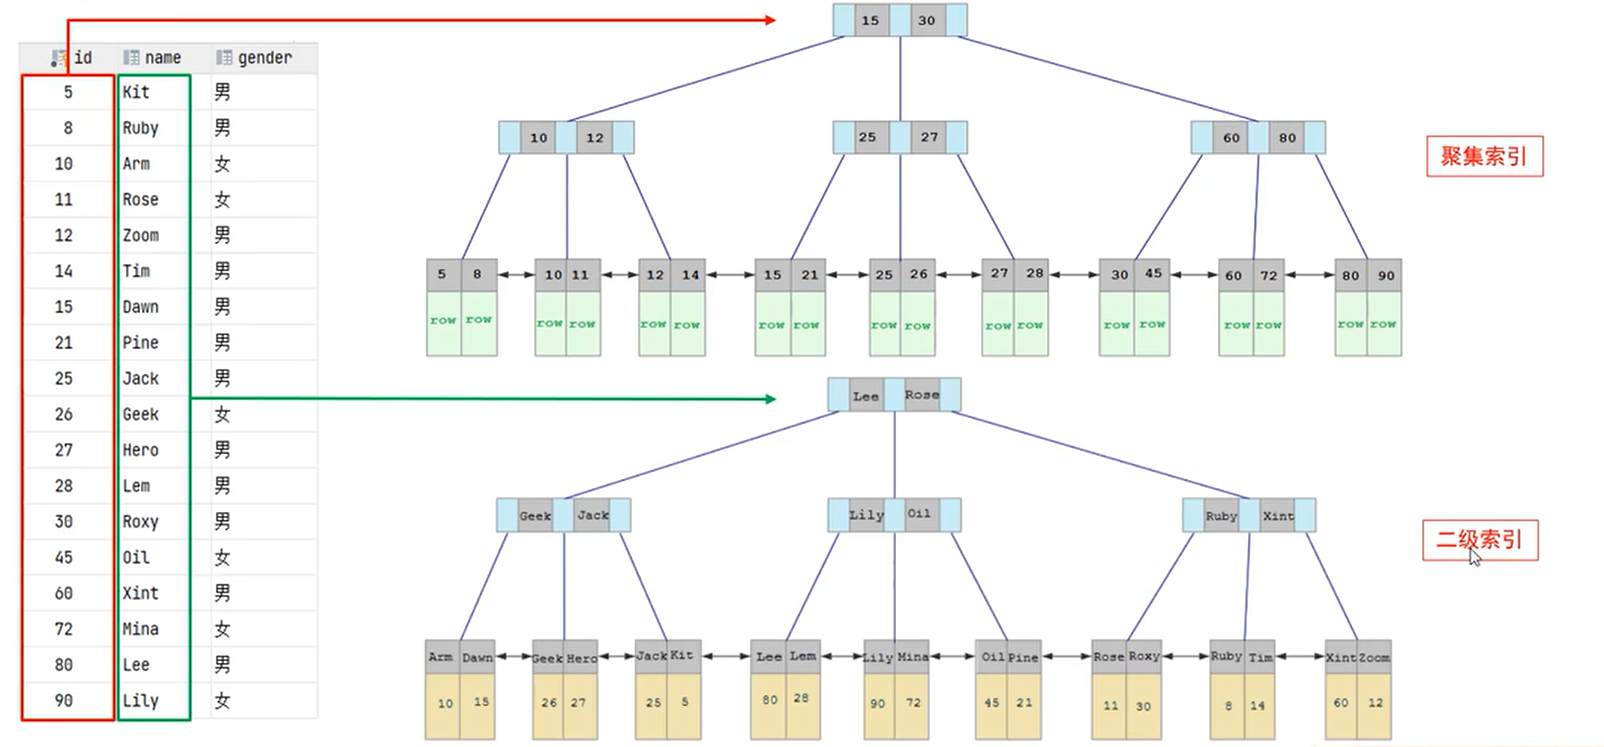 id name gender
5 Kit 男
8 Ruby 男
10 Arm 女
11 Rose 女
12 Zoom 男
14 Tim 男
15 Dawn 男
21 Pine 男
25 Jack 男
26 Geek 女
27 Hero 男
28 Lem 男
30 Roxy 男
45 Oil 女
60 Xint 男
72 Mina 女
80 Lee 男
90 Lily 女
15 30
10 12 25 27 60 80
聚集索引
5 8 10 11 12 14 15 21 25 26 27 28 30 45 60 72 80 90
row row row row row row row row row row row row row row row row row row
Lee Rose
Geek Jack Lily Oil Ruby Xint
二级索引
Arm Dawn Geek Hero Jack Kit Lee Lem Lily Mina Oil Pine Rose Roxy Ruby Tim Xint Zoom
10 15 26 27 25 5 80 28 90 72 45 21 11 30 8 14 60 12